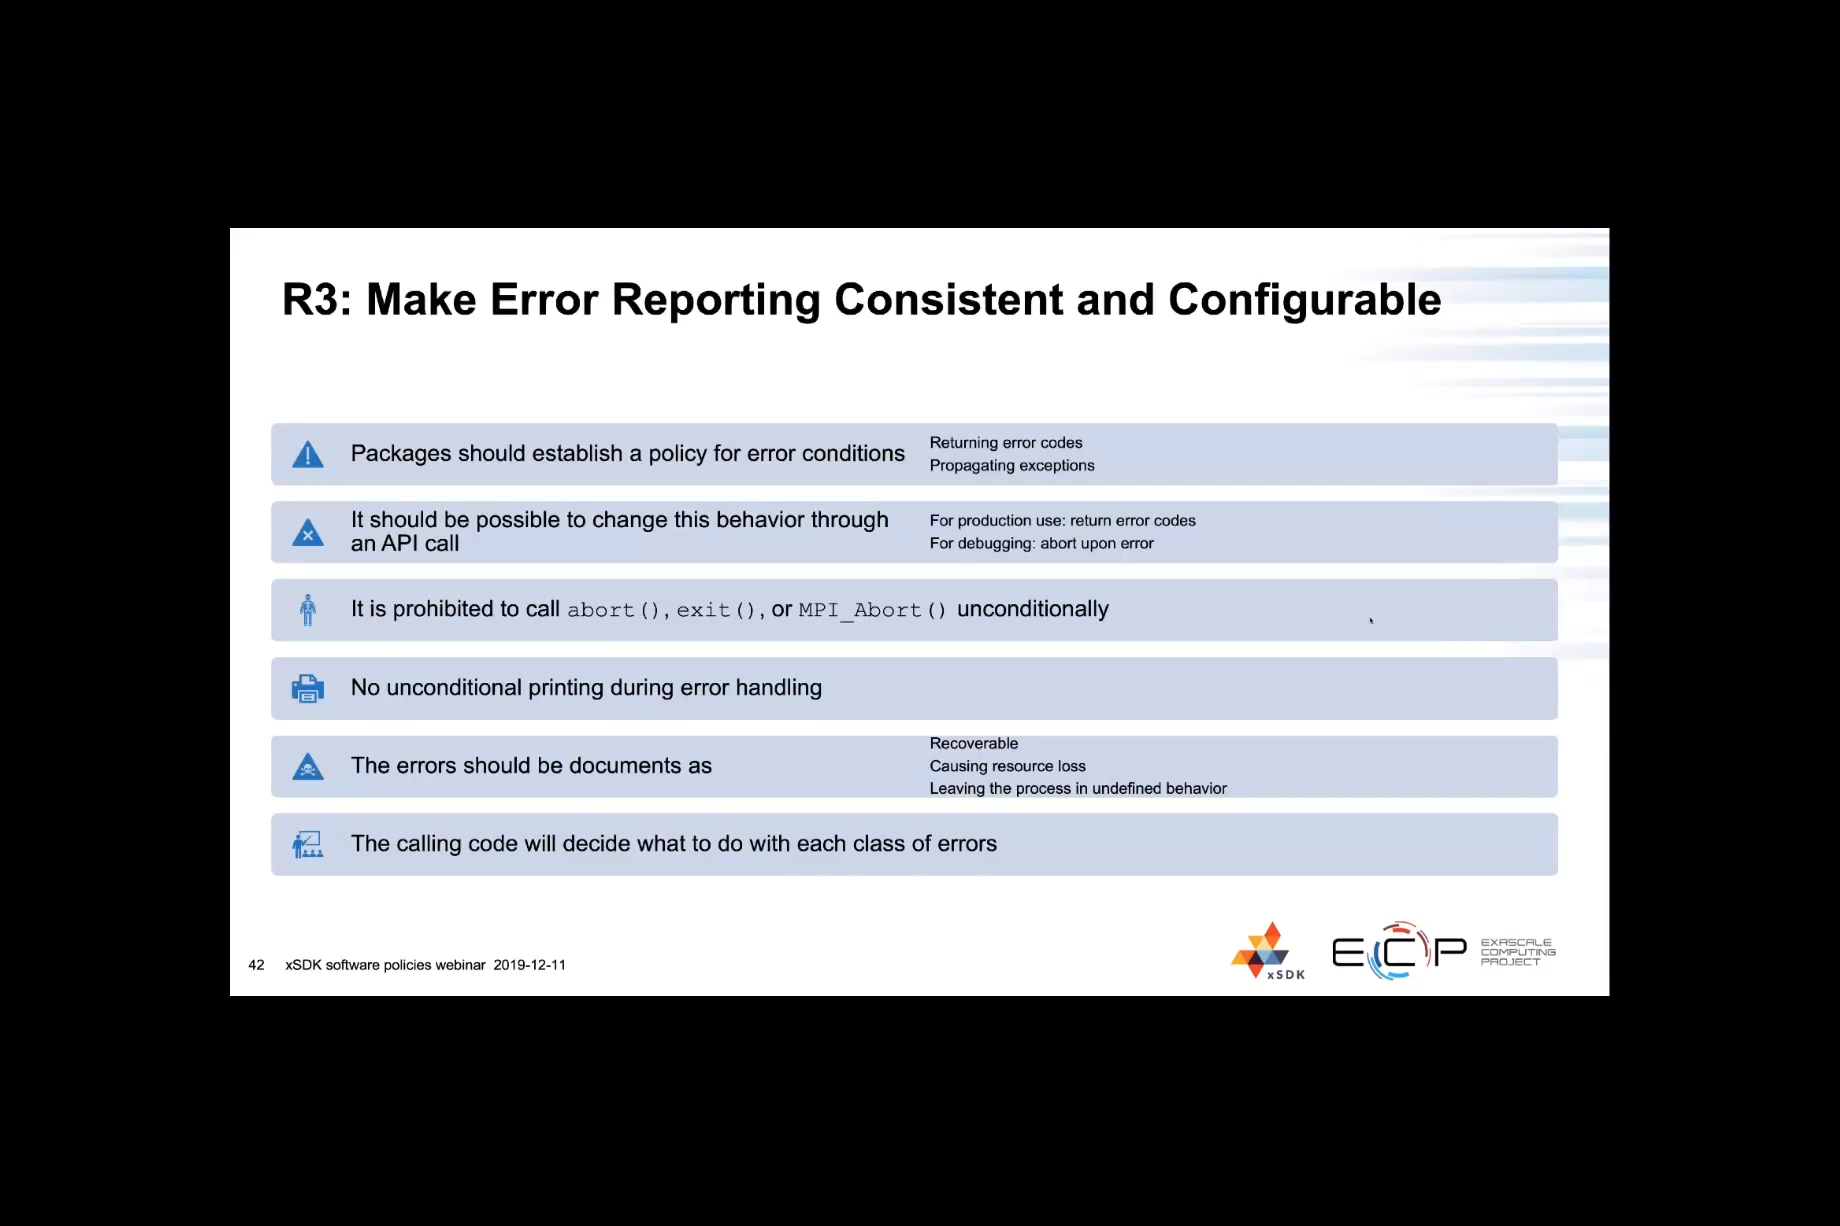 R3: Make Error Reporting Consistent and Configurable
Packages should establish a policy for error conditions
Returning error codes
Propagating exceptions
It should be possible to change this behavior through
an API call
For production use: return error codes
For debugging: abort upon error
It is prohibited to call abort(), exit(), or MPI_Abort() unconditionally
No unconditional printing during error handling
The errors should be documents as
Recoverable
Causing resource loss
Leaving the process in undefined behavior
The calling code will decide what to do with each class of errors
42 xSDK software policies webinar 2019-12-11
xSDK
ECP
EXASCALE
COMPUTING
PROJECT